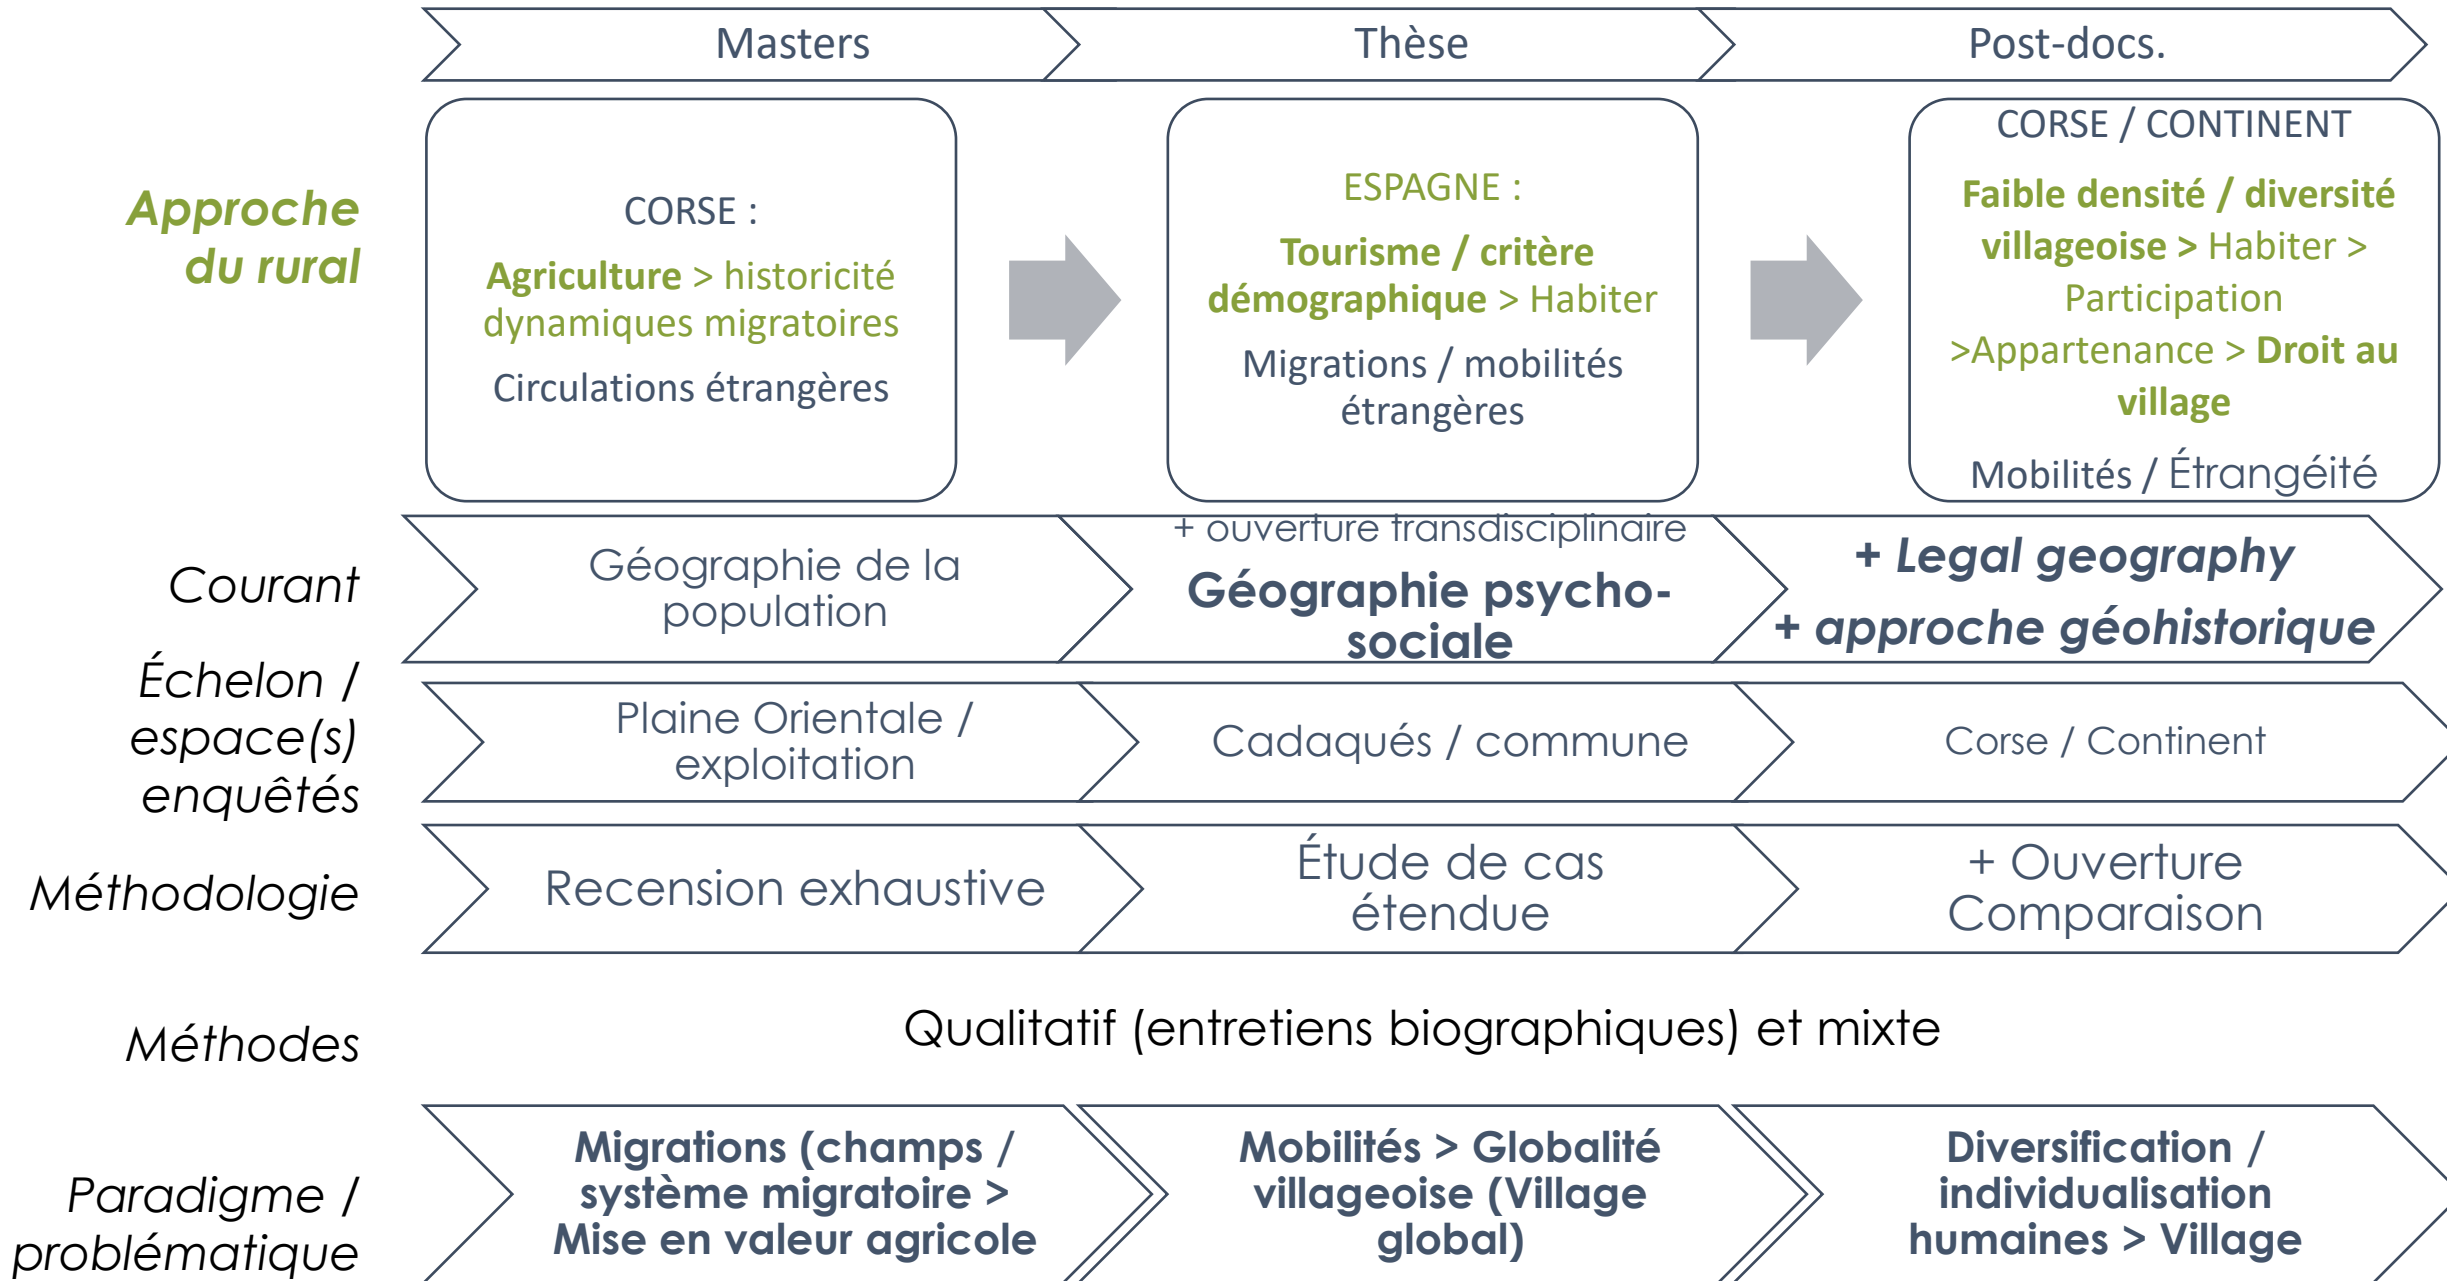 Masters
Thèse
Post-docs.
Approche
du rural
CORSE :
Agriculture > historicité
dynamiques migratoires
Circulations étrangères
ESPAGNE :
Tourisme / critère
démographique > Habiter
Migrations / mobilités
étrangères
CORSE / CONTINENT
Faible densité / diversité
villageoise > Habiter >
Participation
>Appartenance > Droit au
village
Mobilités / Étrangéité
Courant
Géographie de la
population
+ ouverture transdisciplinaire
Géographie psycho-
sociale
+ Legal geography
+ approche géohistorique
Échelon /
espace(s)
enquêtés
Plaine Orientale /
exploitation
Cadaqués / commune
Corse / Continent
Méthodologie
Recension exhaustive
Étude de cas
étendue
+ Ouverture
Comparaison
Méthodes
Qualitatif (entretiens biographiques) et mixte
Paradigme /
problématique
Migrations (champs /
système migratoire >
Mise en valeur agricole
Mobilités > Globalité
villageoise (Village
global)
Diversification /
individualisation
humaines > Village